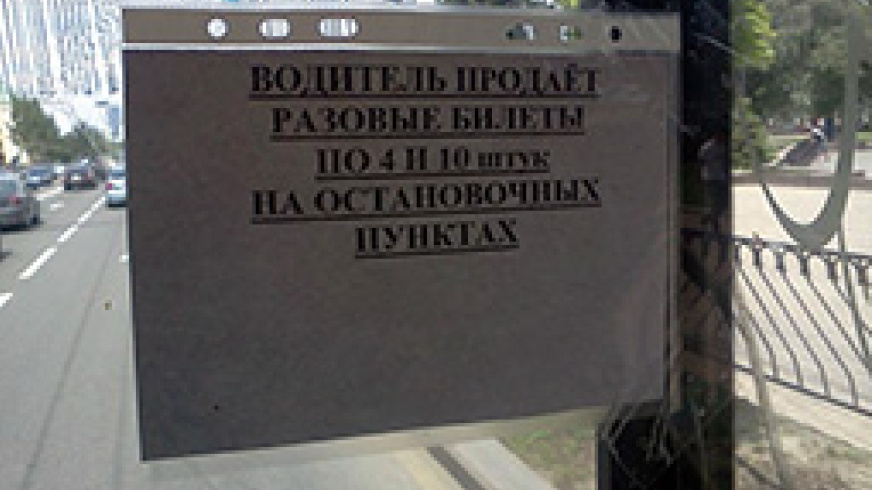 ВОДИТЕЛЬ ПРОДАЁТ
РАЗОВЫЕ БИЛЕТЫ
ПО 4 И 10 штук
НА ОСТАНОВОЧНЫХ
ПУНКТАХ